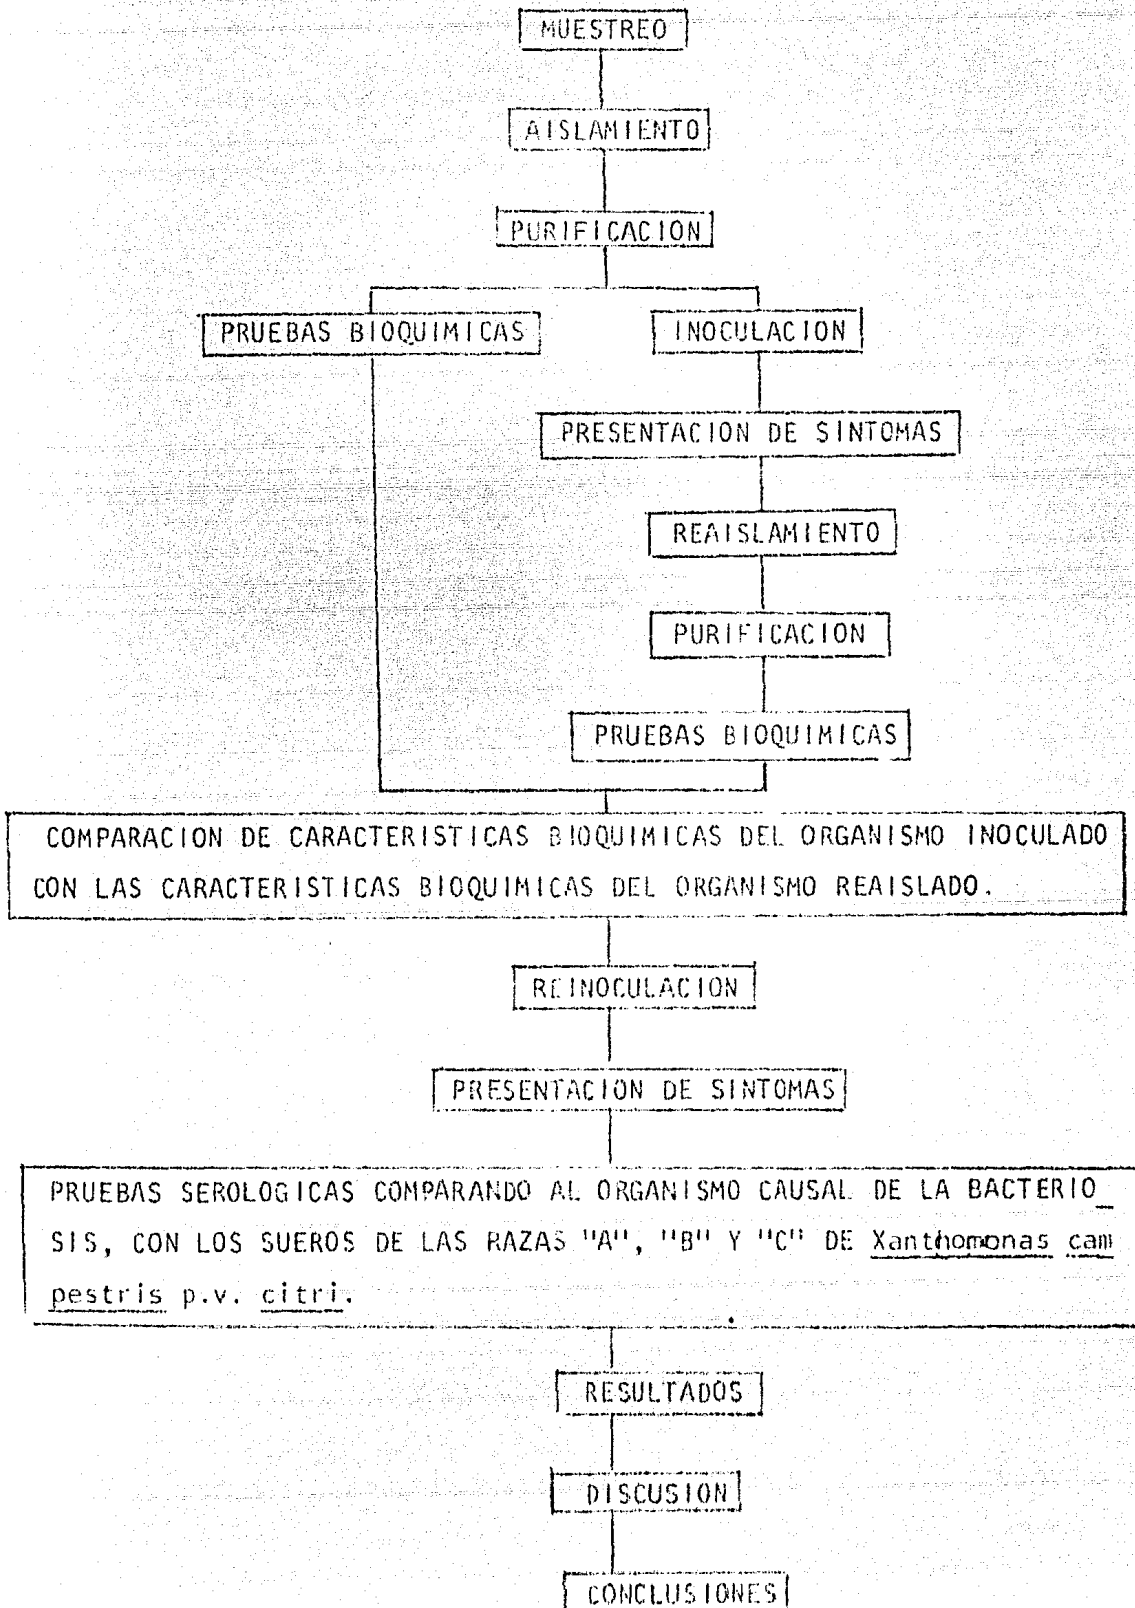 MUESTREO
AISLAMIENTO
PURIFICACION
PRUEBAS BIOQUIMICAS
INOCULACION
PRESENTACION DE SINTOMAS
REAISLAMIENTO
PURIFICACION
PRUEBAS BIOQUIMICAS
COMPARACION DE CARACTERISTICAS BIOQUIMICAS DEL ORGANISMO INOCULADO
CON LAS CARACTERISTICAS BIOQUIMICAS DEL ORGANISMO REAISLADO.
REINOCULACION
PRESENTACION DE SINTOMAS
PRUEBAS SEROLOGICAS COMPARANDO AL ORGANISMO CAUSAL DE LA BACTERIO_
SIS, CON LOS SUEROS DE LAS RAZAS "A", "B" Y "C" DE Xanthomonas cam
pestris p.v. citri.
RESULTADOS
DISCUSION
CONCLUSIONES